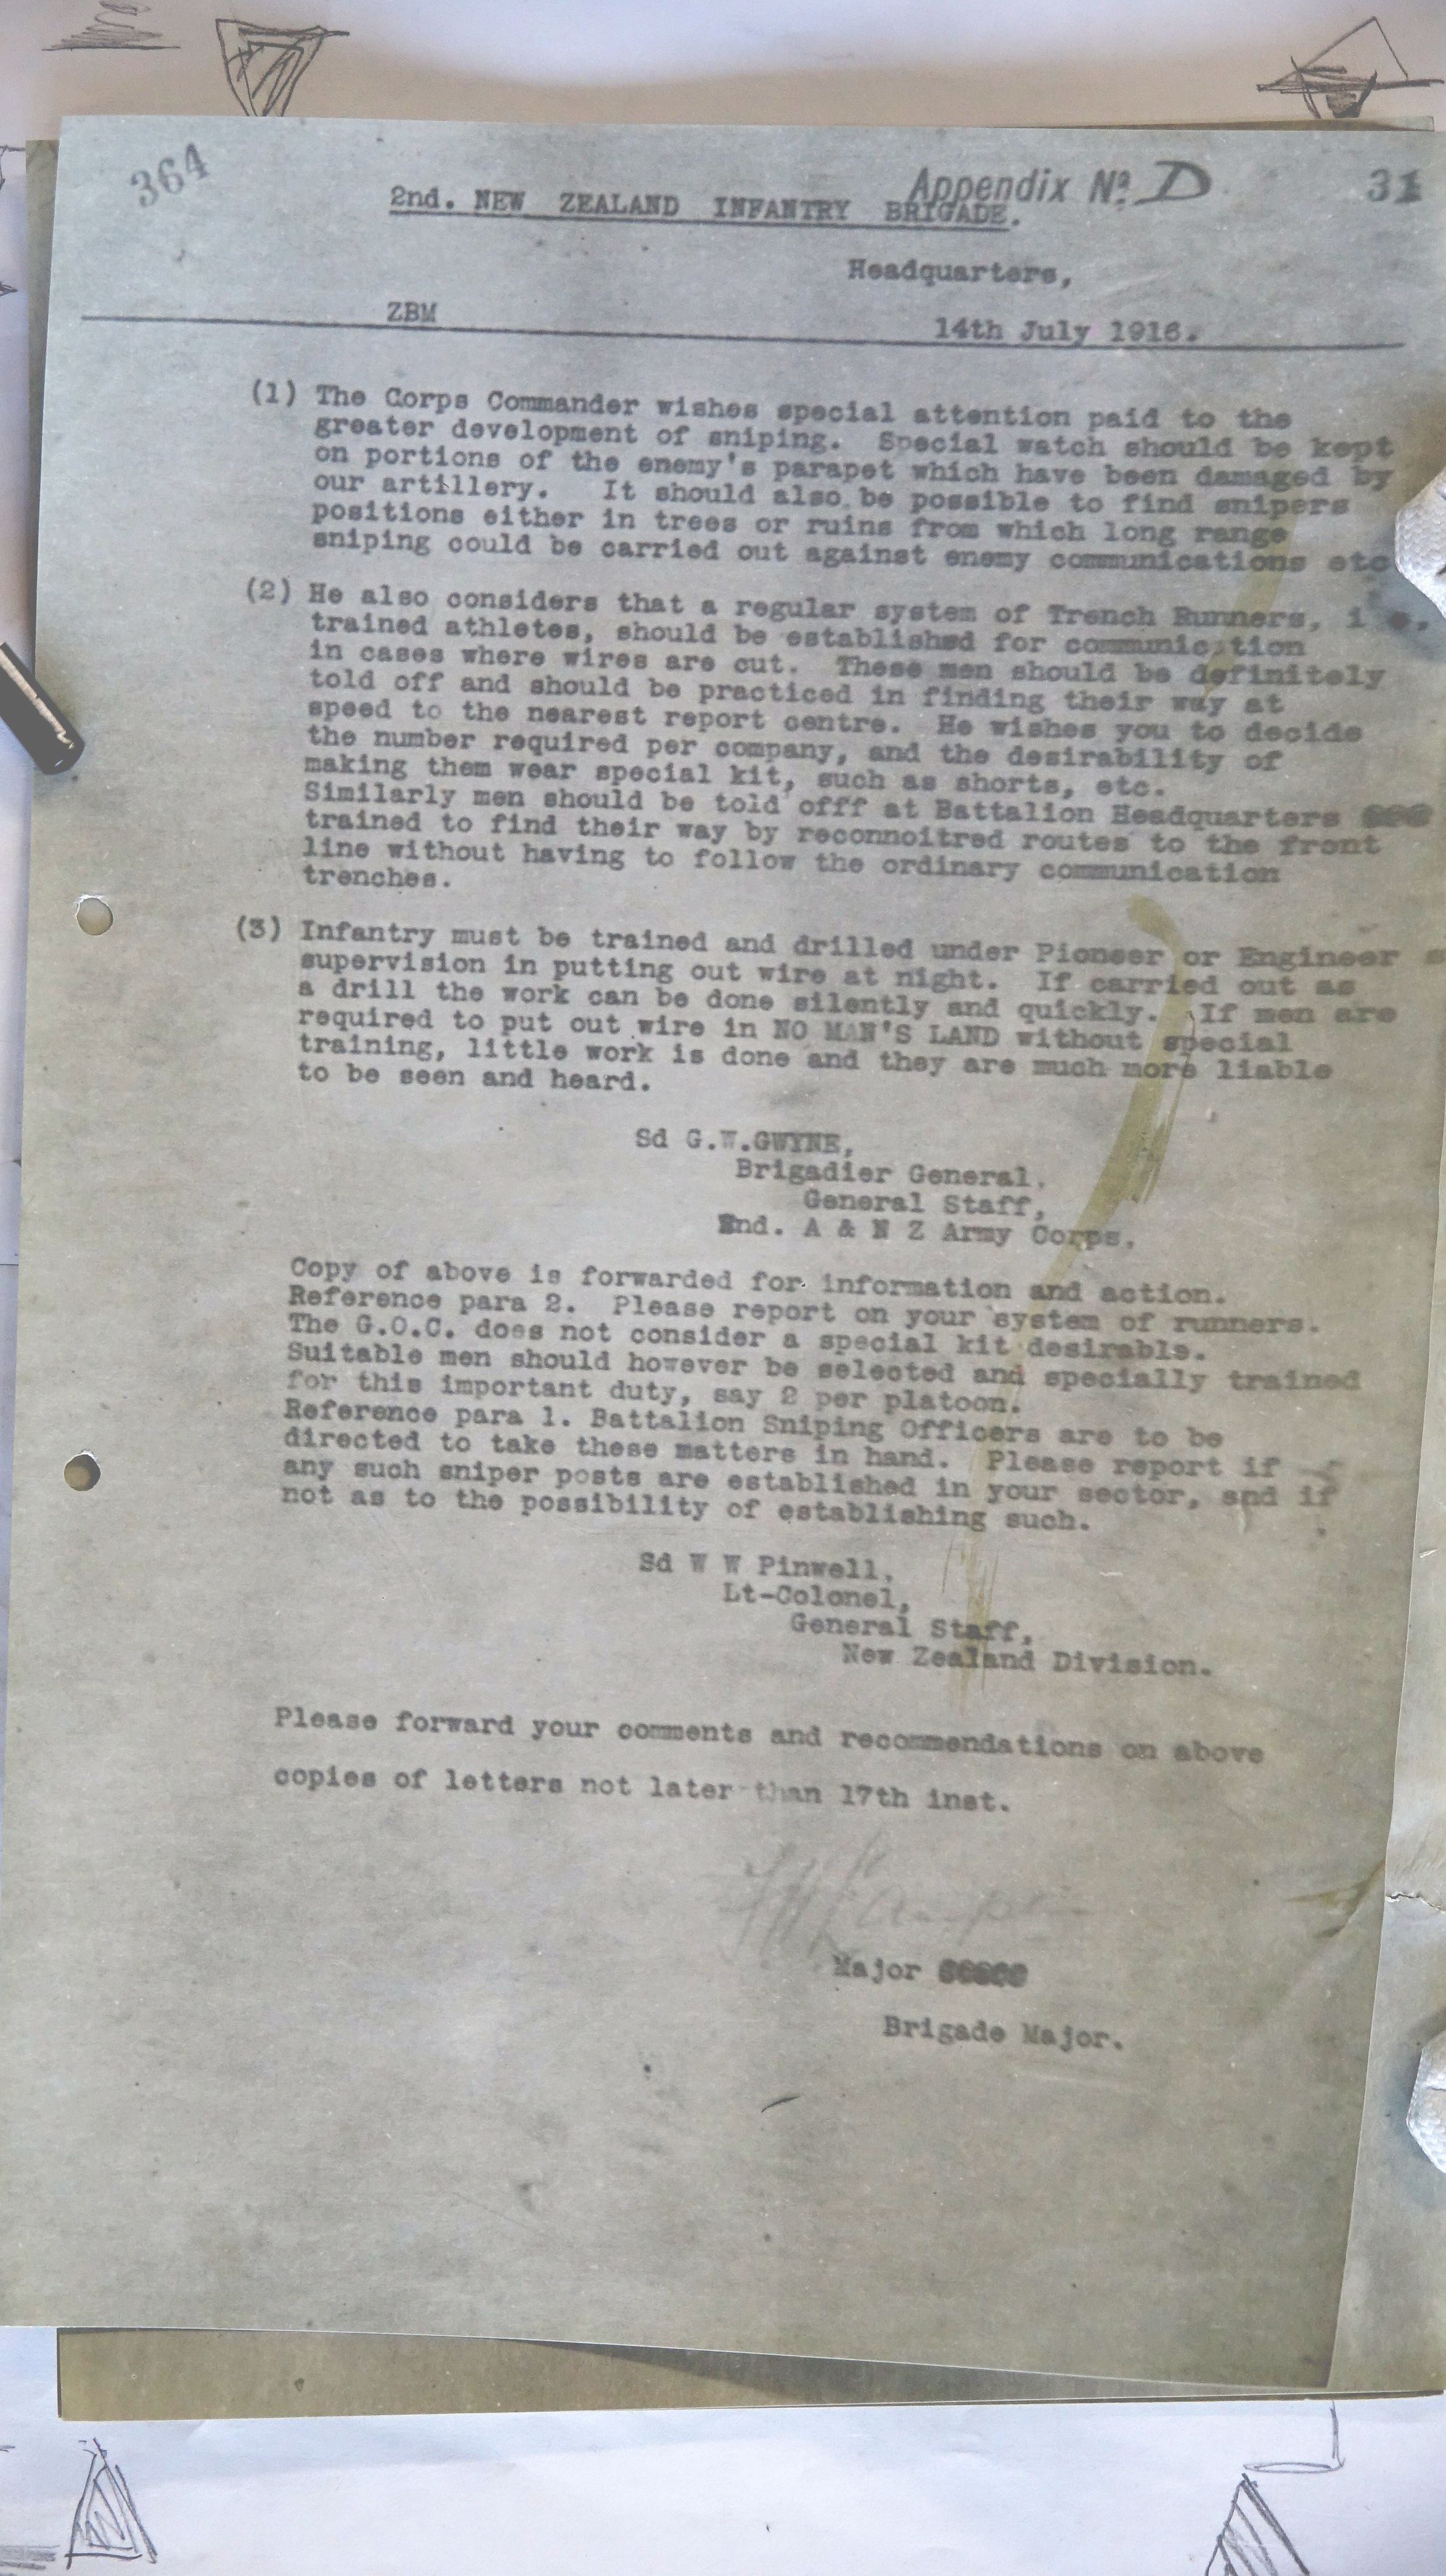 364
Appendix Nº D
31
2nd. NEW ZEALAND INFANTRY BRIGADE.
Headquarters,
ZBM
14th July 1916.
(1) The Corps Commander wishes special attention paid to the
greater development of sniping. Special watch should be kept
on portions of the enemy's parapet which have been damaged by
our artillery. It should also be possible to find snipers
positions either in trees or ruins from which long range
sniping could be carried out against enemy communications etc
(2) He also considers that a regular system of Trench Runners, i e,
trained athletes, should be established for communication
in cases where wires are cut. These men should be definitely
told off and should be practiced in finding their way at
speed to the nearest report centre. He wishes you to decide
the number required per company, and the desirability of
making them wear special kit, such as shorts, etc.
Similarly men should be told offf at Battalion Headquarters
trained to find their way by reconnoitred routes to the front
line without having to follow the ordinary communication
trenches.
(3) Infantry must be trained and drilled under Pioneer or Engineer
supervision in putting out wire at night. If carried out as
a drill the work can be done silently and quickly. If men are
required to put out wire in NO MAN'S LAND without special
training, little work is done and they are much more liable
to be seen and heard.
Sd G.W.GWYNE,
Brigadier General.
General Staff,
2nd. A & N Z Army Corps.
Copy of above is forwarded for information and action.
Reference para 2. Please report on your system of runners.
The G.O.C. does not consider a special kit desirable.
Suitable men should however be selected and specially trained
for this important duty, say 2 per platoon.
Reference para 1. Battalion Sniping Officers are to be
directed to take these matters in hand. Please report if
any such sniper posts are established in your sector, and if
not as to the possibility of establishing such.
Sd W W Pinwell,
Lt-Colonel,
General Staff,
New Zealand Division.
Please forward your comments and recommendations on above
copies of letters not later than 17th inst.
Major
Brigade Major.